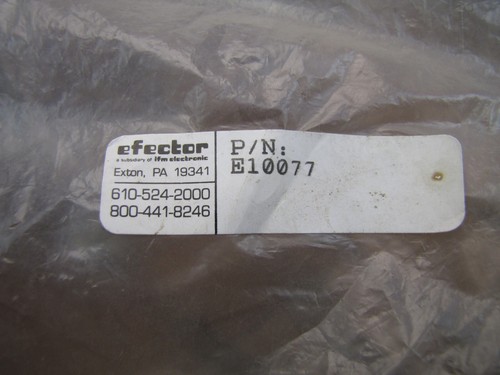 efector
a subsidiary of ifm electronic
Exton, PA 19341
610-524-2000
800-441-8246
P/N:
E10077